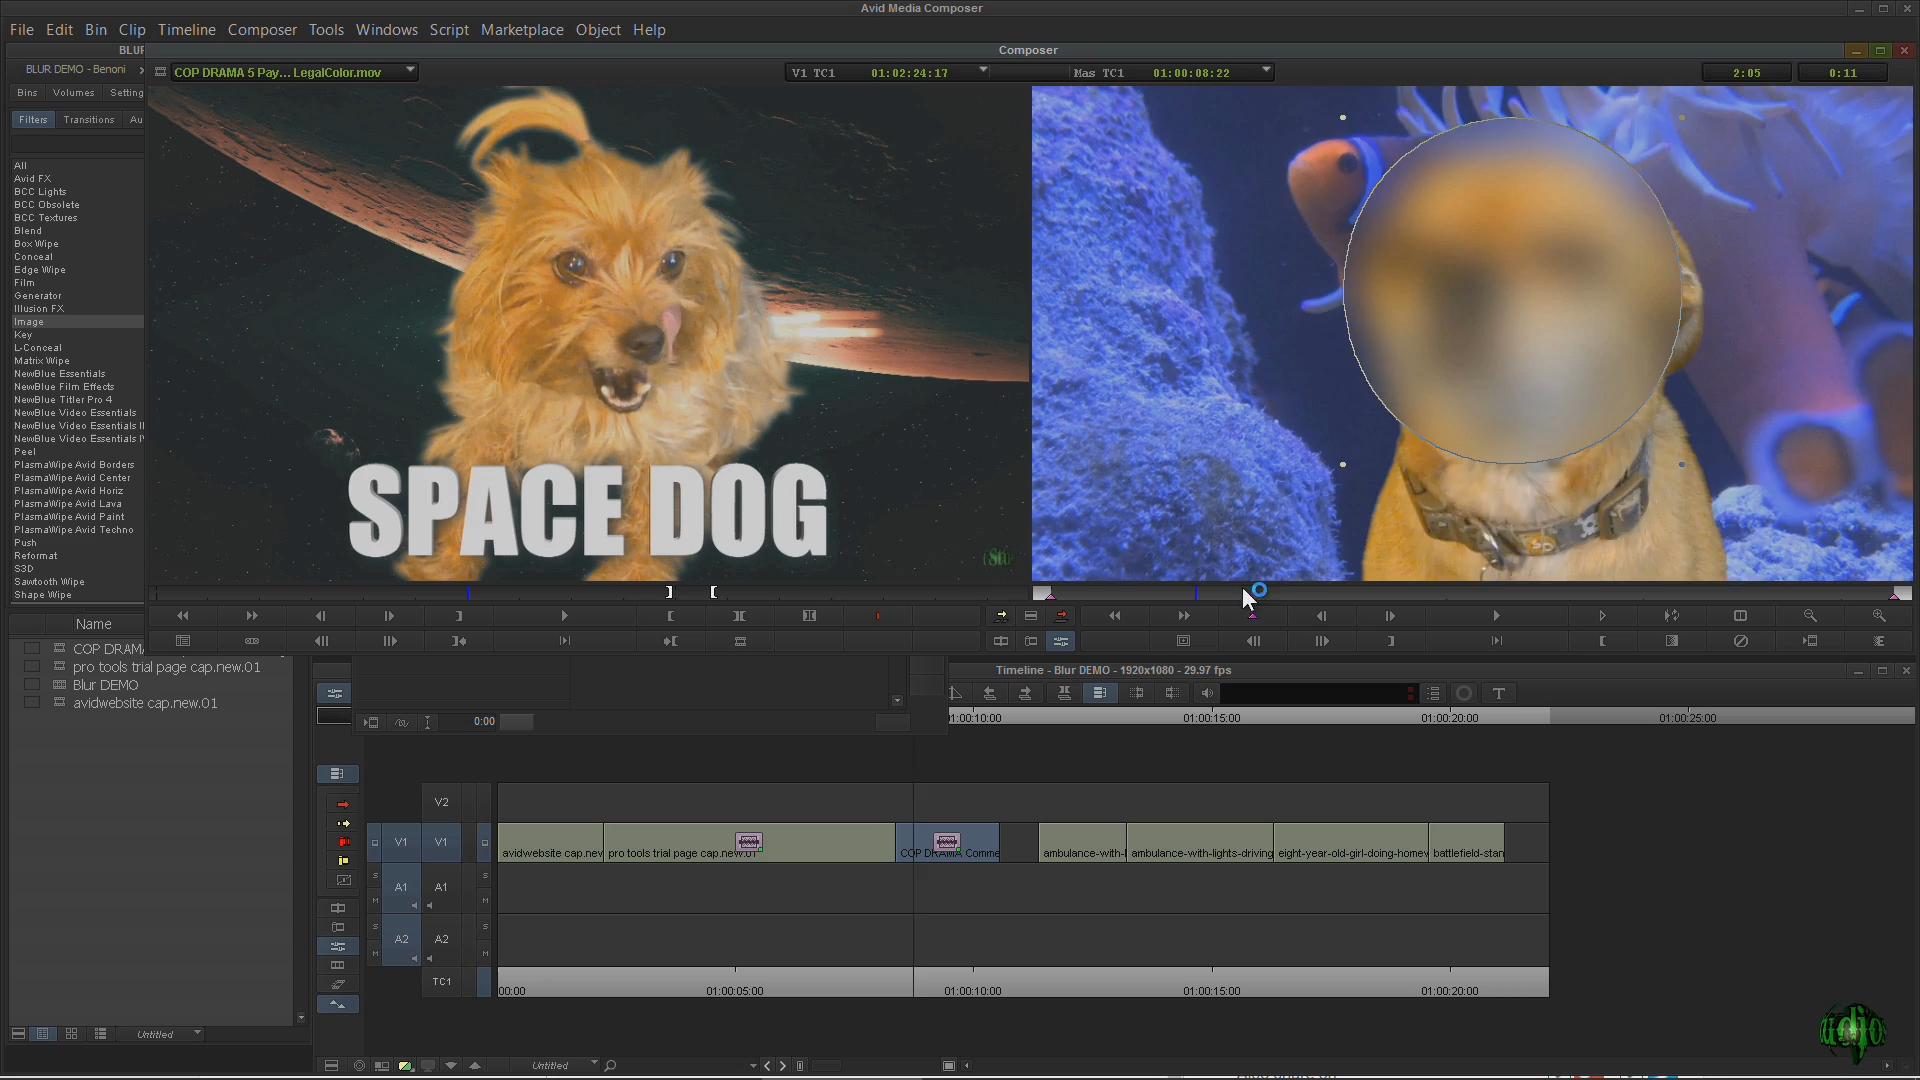 Avid Media Composer
File Edit Bin Clip Timeline Composer Tools Windows Script Marketplace Object Help
Composer
BLUR DEMO - Benoni
COP DRAMA 5 Pay... LegalColor.mov
V1 TC1 01:02:24:17
Mas TC1 01:00:08:22
2:05
0:11
Bins Volumes Setting
Filters Transitions Au
All
Avid FX
BCC Lights
BCC Obsolete
BCC Textures
Blend
Box Wipe
Conceal
Edge Wipe
Film
Generator
Illusion FX
Image
Key
L-Conceal
Matrix Wipe
NewBlue Essentials
NewBlue Film Effects
NewBlue Titler Pro 4
NewBlue Video Essentials
NewBlue Video Essentials II
NewBlue Video Essentials IV
Peel
PlasmaWipe Avid Borders
PlasmaWipe Avid Center
PlasmaWipe Avid Horiz
PlasmaWipe Avid Lava
PlasmaWipe Avid Paint
PlasmaWipe Avid Techno
Push
Reformat
S3D
Sawtooth Wipe
Shape Wipe
SPACE DOG
SD
Name
COP DRAMA
pro tools trial page cap.new.01
Blur DEMO
avidwebsite cap.new.01
Untitled
Timeline - Blur DEMO - 1920x1080 - 29.97 fps
T
0:00
01:00:10:00 01:00:15:00 01:00:20:00 01:00:25:00
V2
V1 V1
avidwebsite cap.new pro tools trial page cap.new.01 COP DRAMA Comme ambulance-with-l ambulance-with-lights-driving eight-year-old-girl-doing-homew battlefield-stan
S A1 A1 S
M M
S A2 A2 S
M M
TC1
00:00 01:00:05:00 01:00:10:00 01:00:15:00 01:00:20:00
Untitled
udios